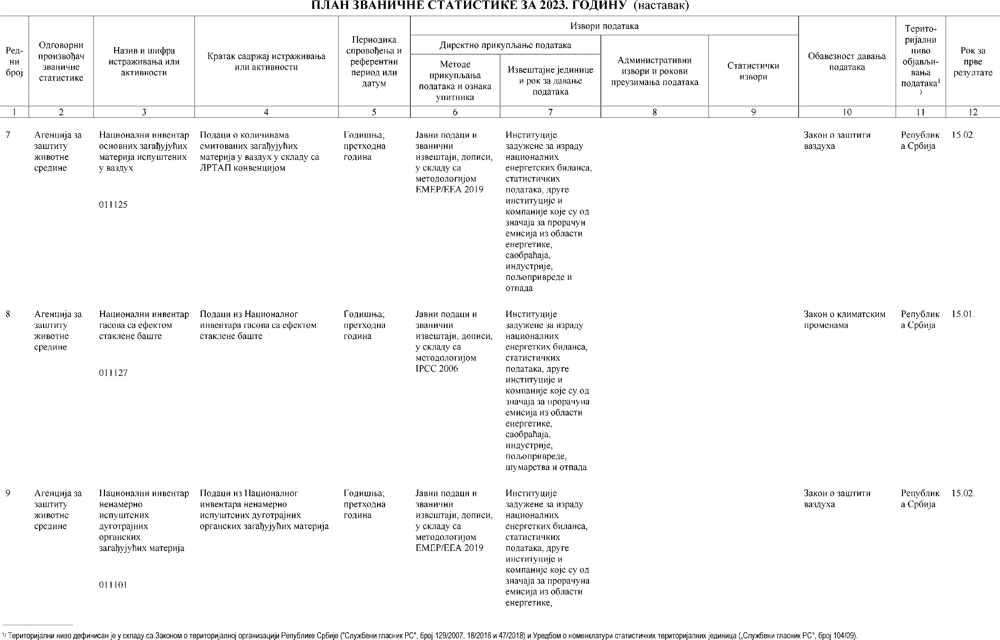 ПЛАН ЗВАНИЧНЕ СТАТИСТИКЕ ЗА 2023. ГОДИНУ (наставак)
Ред-
ни
број
Одговорни
произвођач
званичне
статистике
Назив и шифра
истраживања или
активности
Кратак садржај истраживања
или активности
Периодика
спровођења и
референтни
период или
датум
Извори података
Директно прикупљање података
Методе
прикупљања
података и ознака
упитника
Извештајне јединице
и рок за давање
података
Административни
извори и рокови
преузимања података
Статистички
извори
Обавезност давања
података
Терито-
ријални
ниво
објављи-
вања
података¹
)
Рок за
прве
резултате
1 2 3 4 5 6 7 8 9 10 11 12
7
Агенција за
заштиту
животне
средине
Национални инвентар
основних загађујућих
материја испуштених
у ваздух
011125
Подаци о количинама
емитованих загађујућих
материја у ваздух у складу са
ЛРТАП конвенцијом
Годишња;
претходна
година
Јавни подаци и
званични
извештаји, дописи,
у складу са
методологијом
EMEP/EEA 2019
Институције
задужене за израду
националних
енергетских биланса,
статистичких
података, друге
институције и
компаније које су од
значаја за прорачун
емисија из области
енергетике,
саобраћаја,
индустрије,
пољопривреде и
отпада
Закон о заштити
ваздуха
Републик
а Србија
15.02.
8
Агенција за
заштиту
животне
средине
Национални инвентар
гасова са ефектом
стаклене баште
011127
Подаци из Националног
инвентара гасова са ефектом
стаклене баште
Годишња;
претходна
година
Јавни подаци и
званични
извештаји, дописи,
у складу са
методологијом
IPCC 2006
Институције
задужене за израду
националних
енергетких биланса,
статистичких
података, друге
институције и
компаније које су од
значаја за прорачуна
емисија из области
енергетике,
саобраћаја,
индустрије,
пољопривреде,
шумарства и отпада
Закон о климатским
променама
Републик
а Србија
15.01.
9
Агенција за
заштиту
животне
средине
Национални инвентар
ненамерно
испуштених
дуготрајних
органских
загађујућих материја
011101
Подаци из Националног
инвентара ненамерно
испуштених дуготрајних
органских загађујућих материја
Годишња;
претходна
година
Јавни подаци и
званични
извештаји, дописи,
у складу са
методологијом
EMEP/EEA 2019
Институције
задужене за израду
националних
енергетких биланса,
статистичких
података, друге
институције и
компаније које су од
значаја за прорачуна
емисија из области
енергетике,
Закон о заштити
ваздуха
Републик
а Србија
15.02.
¹⁾ Територијални ниво дефинисан је у складу са Законом о територијалној организацији Републике Србије ("Службени гласник РС", број 129/2007, 18/2016 и 47/2018) и Уредбом о номенклатури статистичких територијалних јединица („Службени гласник РС", број 104/09).